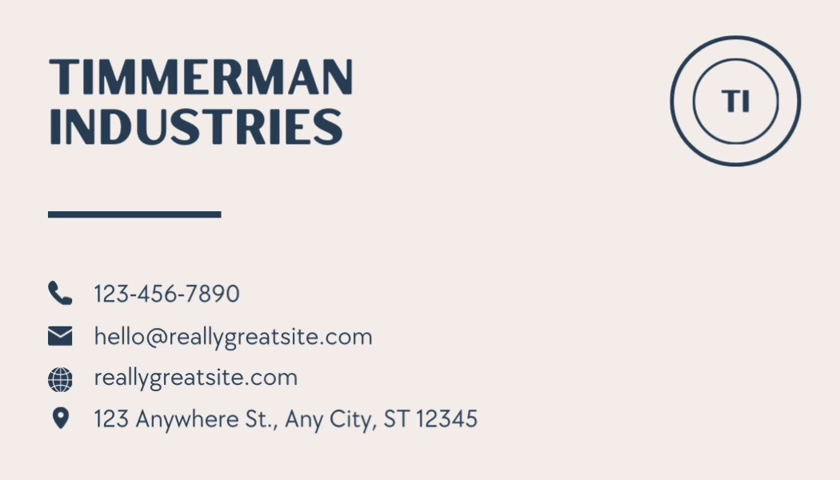 TIMMERMAN
INDUSTRIES
TI
123-456-7890
hello@reallygreatsite.com
reallygreatsite.com
123 Anywhere St., Any City, ST 12345